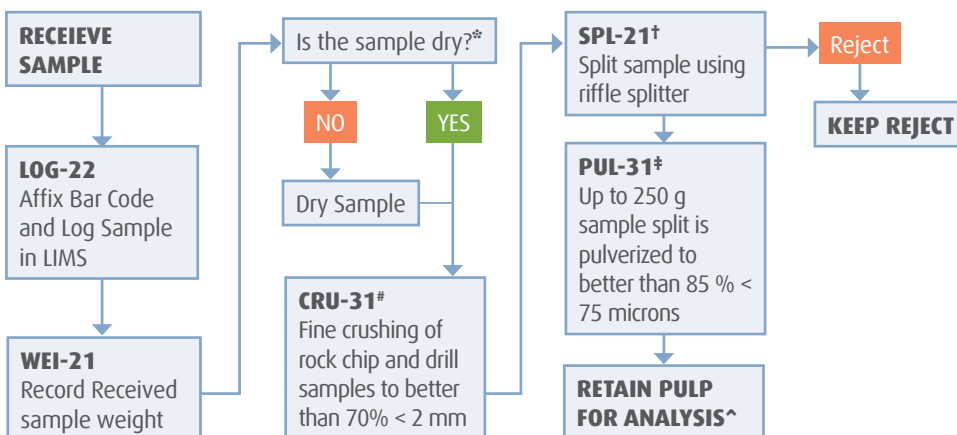 RECEIEVE
SAMPLE
LOG-22
Affix Bar Code
and Log Sample
in LIMS
WEI-21
Record Received
sample weight
Is the sample dry?*
NO
YES
Dry Sample
CRU-31#
Fine crushing of
rock chip and drill
samples to better
than 70% < 2 mm
SPL-21†
Split sample using
riffle splitter
Reject
KEEP REJECT
PUL-31‡
Up to 250 g
sample split is
pulverized to
better than 85 % <
75 microns
RETAIN PULP
FOR ANALYSIS^